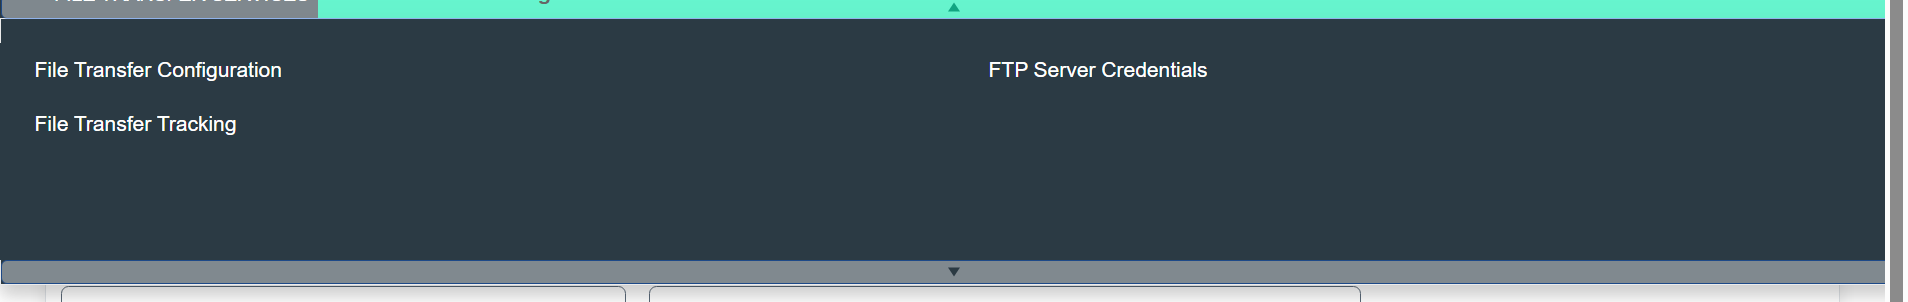 File Transfer Configuration
FTP Server Credentials
File Transfer Tracking